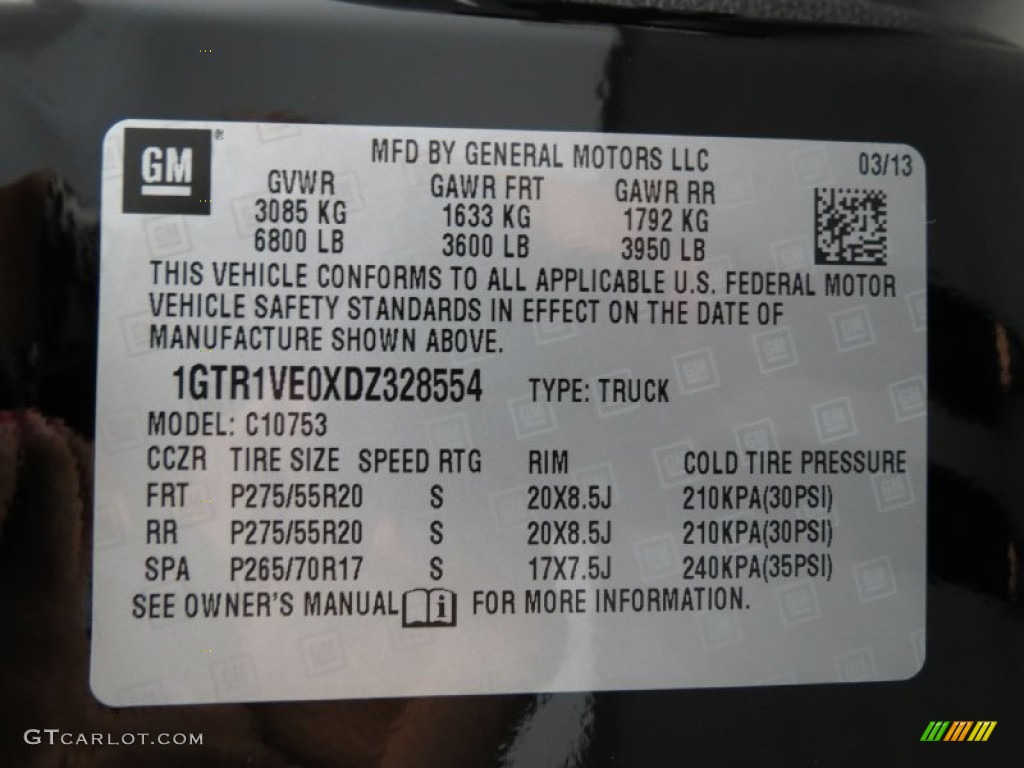 GM ®
MFD BY GENERAL MOTORS LLC 03/13
GVWR GAWR FRT GAWR RR
3085 KG 1633 KG 1792 KG
6800 LB 3600 LB 3950 LB
THIS VEHICLE CONFORMS TO ALL APPLICABLE U.S. FEDERAL MOTOR
VEHICLE SAFETY STANDARDS IN EFFECT ON THE DATE OF
MANUFACTURE SHOWN ABOVE.
1GTR1VE0XDZ328554 TYPE: TRUCK
MODEL: C10753
CCZR TIRE SIZE SPEED RTG RIM COLD TIRE PRESSURE
FRT P275/55R20 S 20X8.5J 210KPA(30PSI)
RR P275/55R20 S 20X8.5J 210KPA(30PSI)
SPA P265/70R17 S 17X7.5J 240KPA(35PSI)
SEE OWNER'S MANUAL i FOR MORE INFORMATION.
GTCARLOT.COM